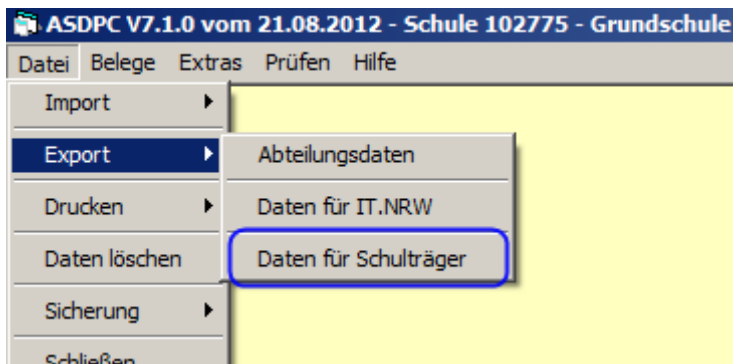 ASDPC V7.1.0 vom 21.08.2012 - Schule 102775 - Grundschule
Datei Belege Extras Prüfen Hilfe
Import
Export
Abteilungsdaten
Drucken
Daten für IT.NRW
Daten löschen
Daten für Schulträger
Sicherung
Schließen